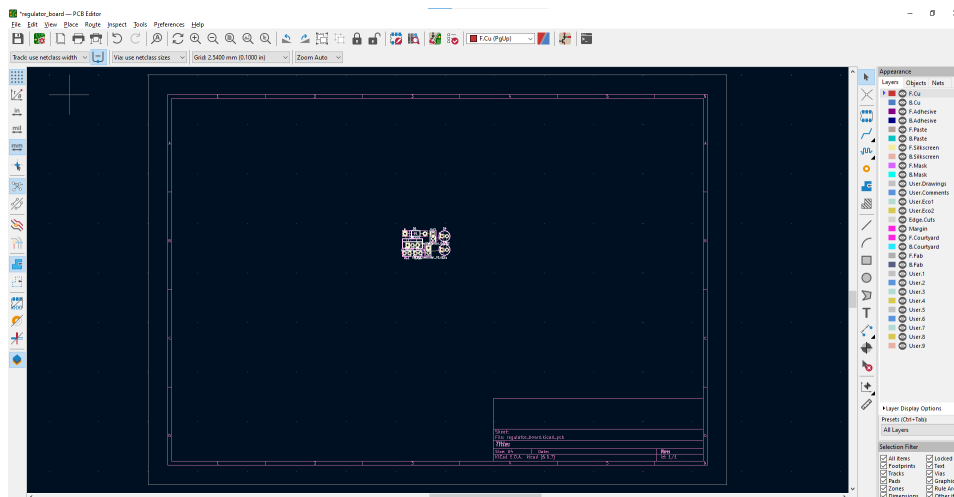 *regulator_board — PCB Editor
File Edit View Place Route Inspect Tools Preferences Help
F.Cu (PgUp)
Track: use netclass width
Via: use netclass sizes
Grid: 2.5400 mm (0.1000 in)
Zoom Auto
in
mil
mm
Appearance
Layers Objects Nets
F.Cu
B.Cu
F.Adhesive
B.Adhesive
F.Paste
B.Paste
F.Silkscreen
B.Silkscreen
F.Mask
B.Mask
User.Drawings
User.Comments
User.Eco1
User.Eco2
Edge.Cuts
Margin
F.Courtyard
B.Courtyard
F.Fab
B.Fab
User.1
User.2
User.3
User.4
User.5
User.6
User.7
User.8
User.9
Layer Display Options
Presets (Ctrl+Tab):
All Layers
Selection Filter
All items Locked
Footprints Text
Tracks Vias
Pads Graphic
Zones Rule Ar
Dimensions Other it
Sheet:
File: regulator_board.kicad_pcb
Title:
Size: A4 Date: Rev:
KiCad E.D.A. Id: 1/1